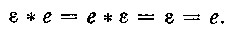 ε * e = e * ε = ε = e.